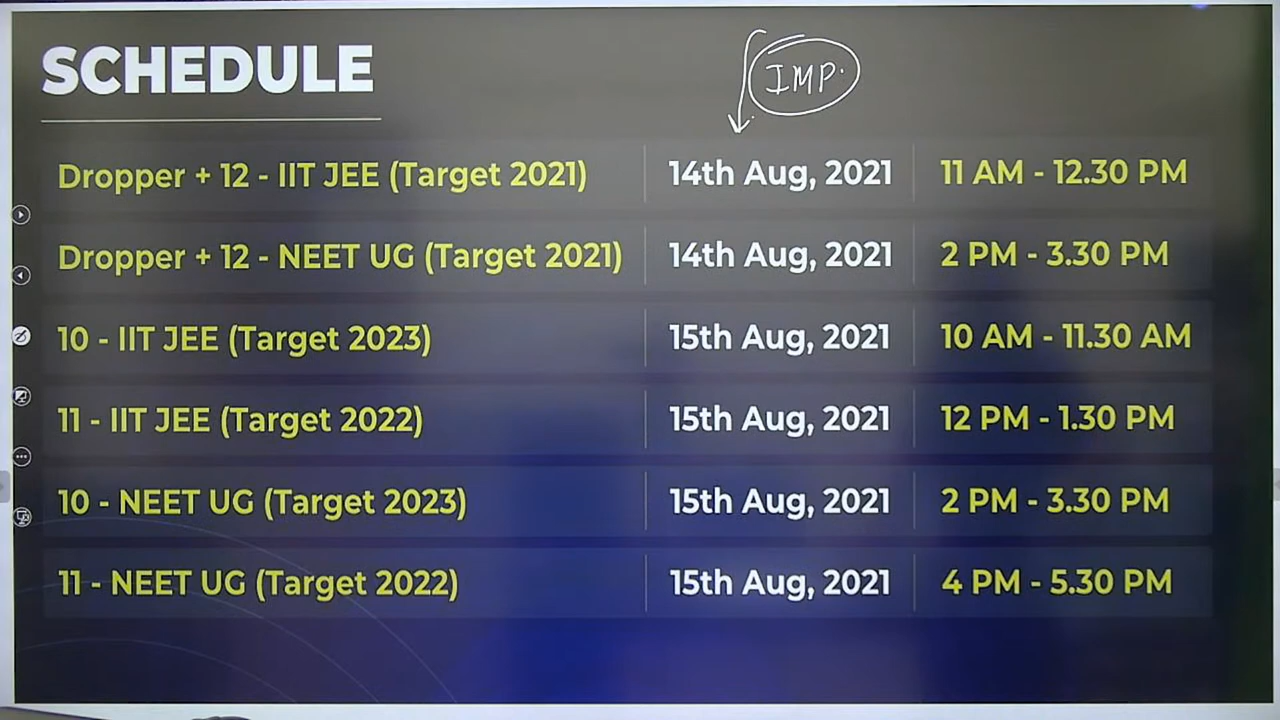 SCHEDULE
IMP.
Dropper + 12 - IIT JEE (Target 2021) 14th Aug, 2021 11 AM - 12.30 PM
Dropper + 12 - NEET UG (Target 2021) 14th Aug, 2021 2 PM - 3.30 PM
10 - IIT JEE (Target 2023) 15th Aug, 2021 10 AM - 11.30 AM
11 - IIT JEE (Target 2022) 15th Aug, 2021 12 PM - 1.30 PM
10 - NEET UG (Target 2023) 15th Aug, 2021 2 PM - 3.30 PM
11 - NEET UG (Target 2022) 15th Aug, 2021 4 PM - 5.30 PM